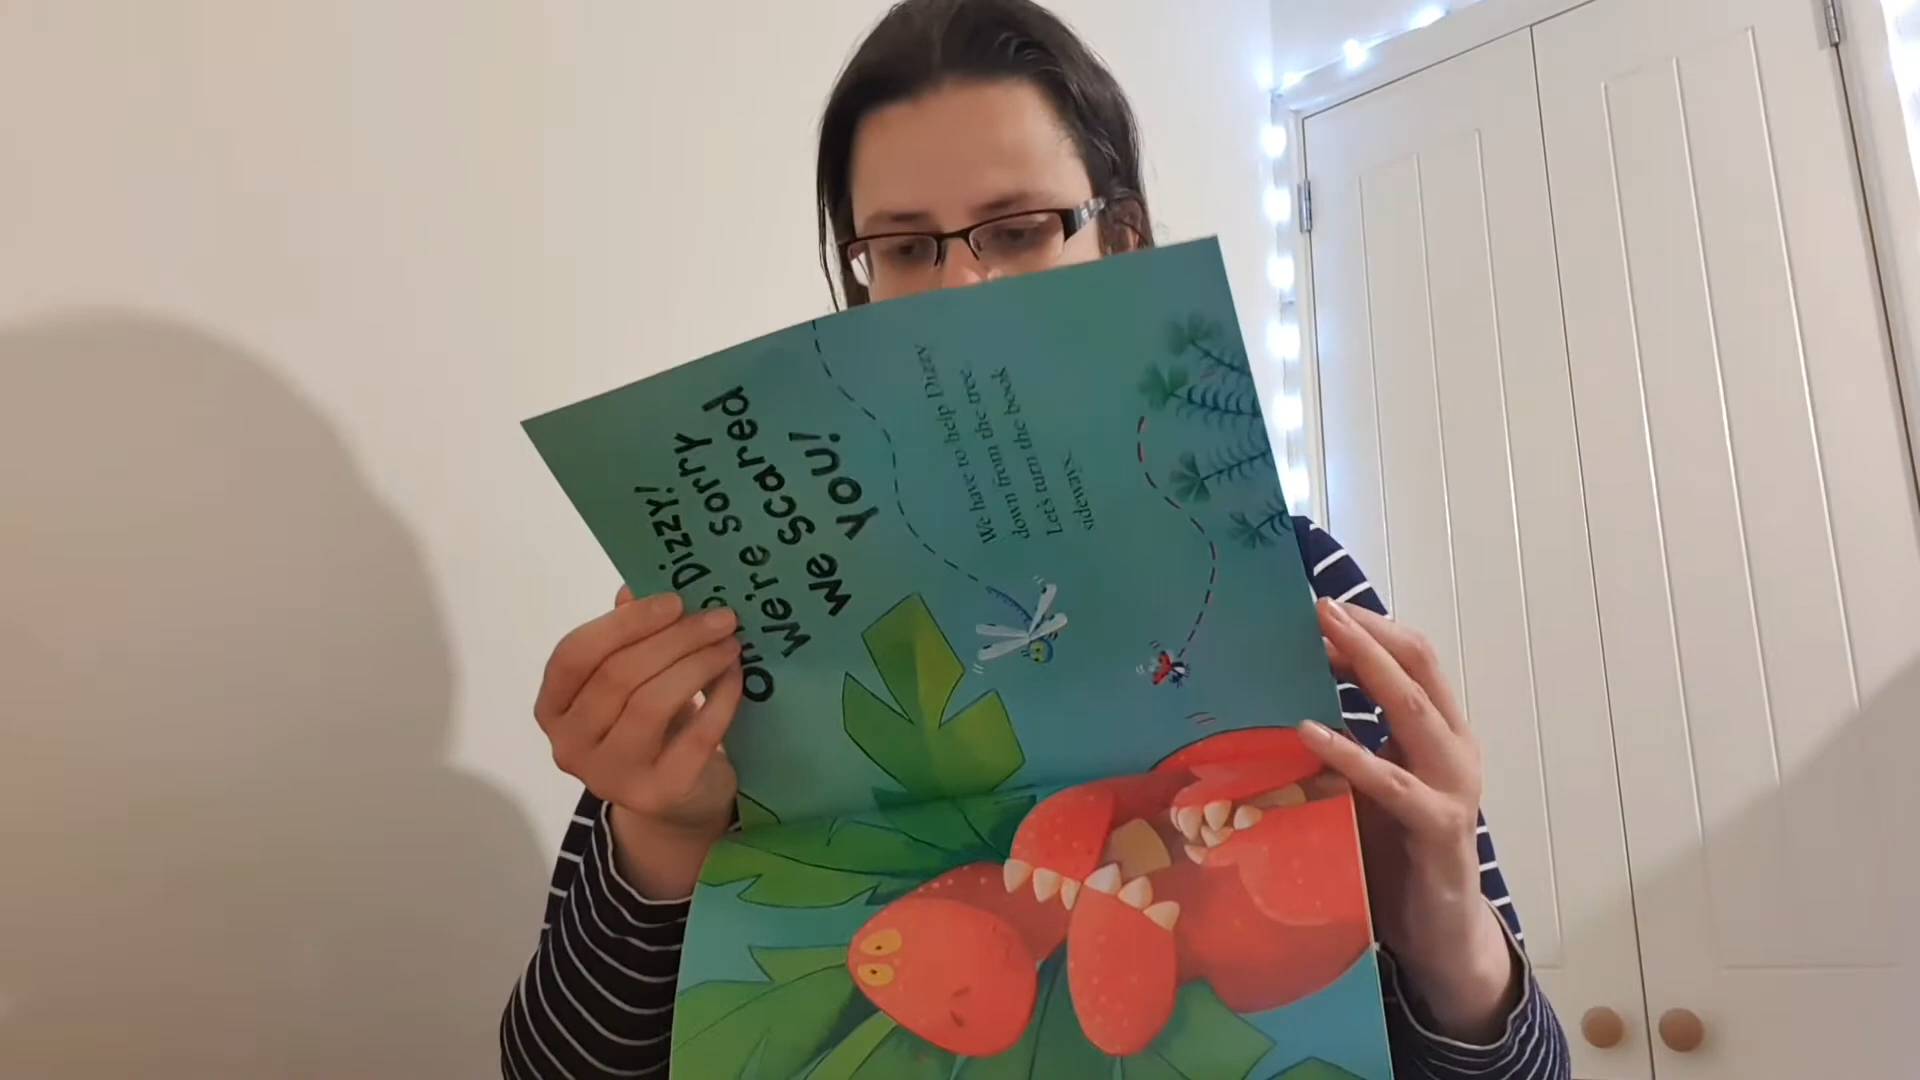 Oh no, Dizzy!
We're sorry
we scared
you!
We have to help Dizzy
down from the tree.
Let's turn the book
sideways.